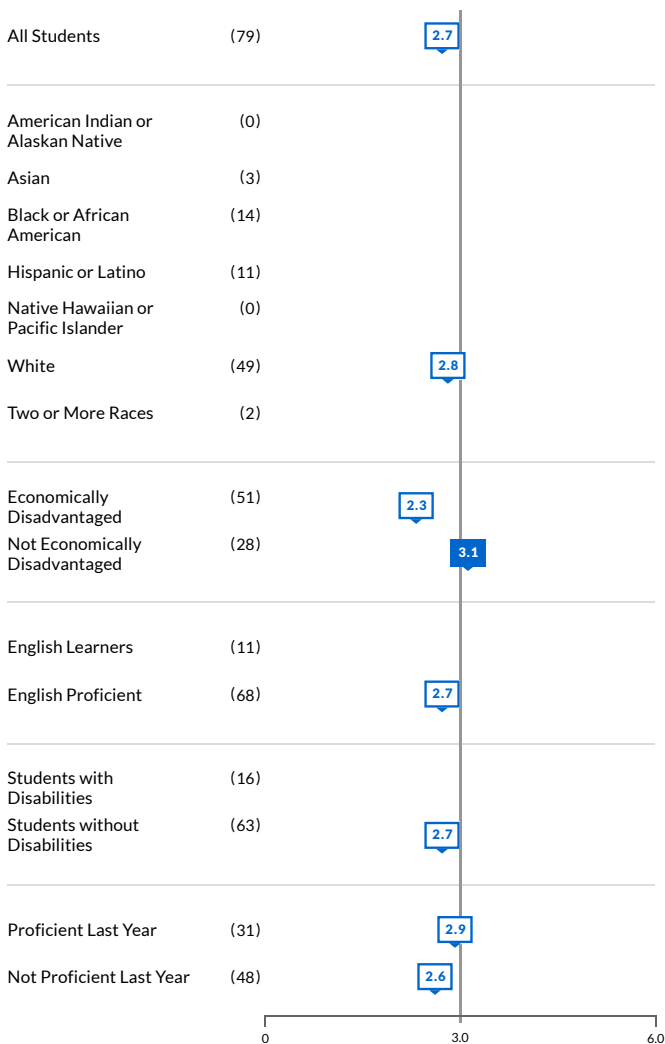 All Students (79) 2.7
American Indian or (0)
Alaskan Native
Asian (3)
Black or African (14)
American
Hispanic or Latino (11)
Native Hawaiian or (0)
Pacific Islander
White (49) 2.8
Two or More Races (2)
Economically (51) 2.3
Disadvantaged
Not Economically (28) 3.1
Disadvantaged
English Learners (11)
English Proficient (68) 2.7
Students with (16)
Disabilities
Students without (63) 2.7
Disabilities
Proficient Last Year (31) 2.9
Not Proficient Last Year (48) 2.6
0 3.0 6.0